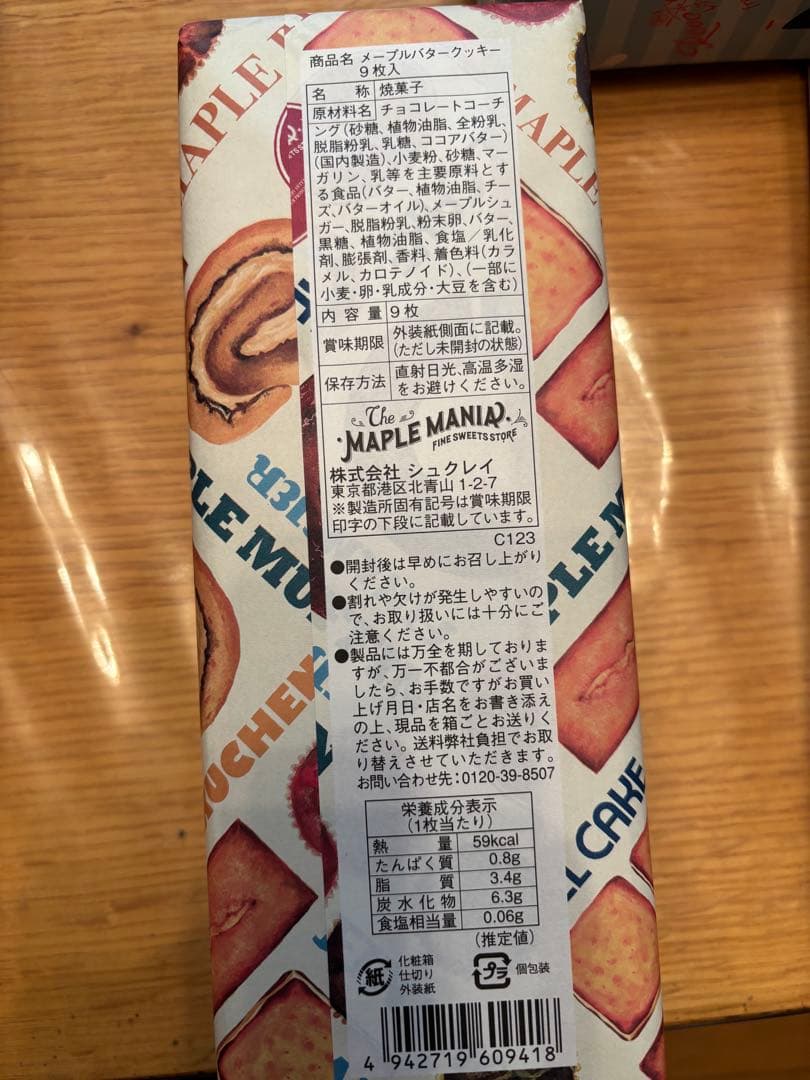 商品名 メープルバタークッキー
9枚入
名称 焼菓子
原材料名 チョコレートコーチ
ング(砂糖、植物油脂、全粉乳、
脱脂粉乳、乳糖、ココアバター)
(国内製造)、小麦粉、砂糖、マー
ガリン、乳等を主要原料とす
る食品(バター、植物油脂、チー
ズ、バターオイル)、メープルシュ
ガー、脱脂粉乳、粉末卵、バター、
黒糖、植物油脂、食塩/乳化
剤、膨張剤、香料、着色料(カラ
メル、カロテノイド)、(一部に
小麦・卵・乳成分・大豆を含む)
内容量 9枚
賞味期限 外装紙側面に記載。
(ただし未開封の状態)
保存方法 直射日光、高温多湿
をお避けください。
The
MAPLE MANIA
FINE SWEETS STORE
株式会社 シュクレイ
東京都港区北青山1-2-7
※製造所固有記号は賞味期限
印字の下段に記載しています。
C123
●開封後は早めにお召し上がり
ください。
●割れや欠けが発生しやすいの
で、お取り扱いには十分にご
注意ください。
●製品には万全を期しておりま
すが、万一不都合がございま
したら、お手数ですがお買い
上げ月日・店名をお書き添え
の上、現品を箱ごとお送りく
ださい。送料弊社負担でお取
り替えさせていただきます。
お問い合わせ先:0120-39-8507
栄養成分表示
(1枚当たり)
熱量 59kcal
たんぱく質 0.8g
脂質 3.4g
炭水化物 6.3g
食塩相当量 0.06g
(推定値)
紙 化粧箱
仕切り
外装紙
プラ 個包装
4 942719 609418
MAPLE
MAPLE
PLE MU
PLE M
UCHEN
L CAKE